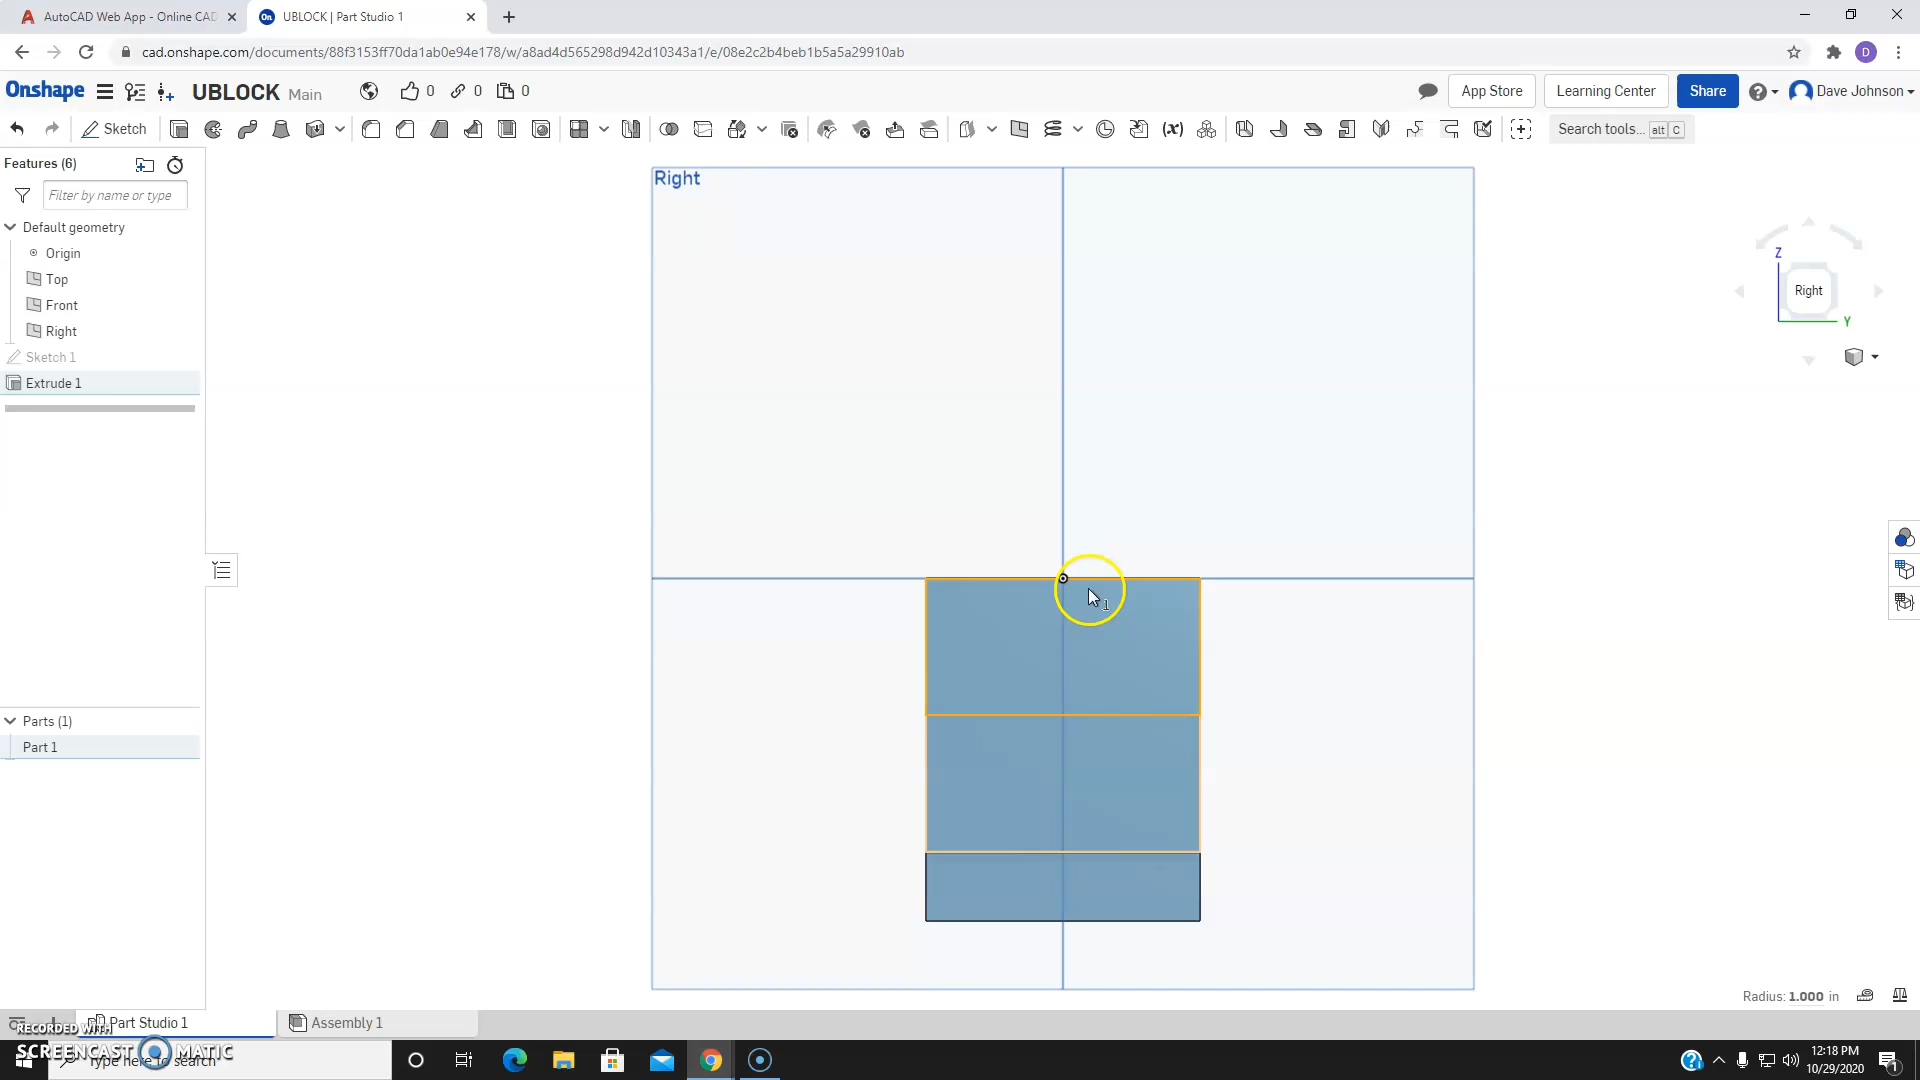 AutoCAD Web App - Online CAD
UBLOCK | Part Studio 1
cad.onshape.com/documents/88f3153ff70da1ab0e94e178/w/a8ad4d565298d942d10343a1/e/08e2c2b4beb1b5a5a29910ab
D
Onshape
UBLOCK Main
0 0 0
App Store
Learning Center
Share
Dave Johnson
Sketch
(x)
Search tools... alt C
Features (6)
Filter by name or type
Default geometry
Origin
Top
Front
Right
Sketch 1
Extrude 1
Right
Z
Right
Y
1
Parts (1)
Part 1
Radius: 1.000 in
Part Studio 1
Assembly 1
RECORDED WITH
SCREENCAST MATIC
Type here to search
12:18 PM
10/29/2020
1